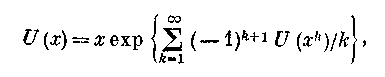 U(x) = x exp { ∑_{k=1}^{∞} (−1)^{k+1} U(x^k)/k },